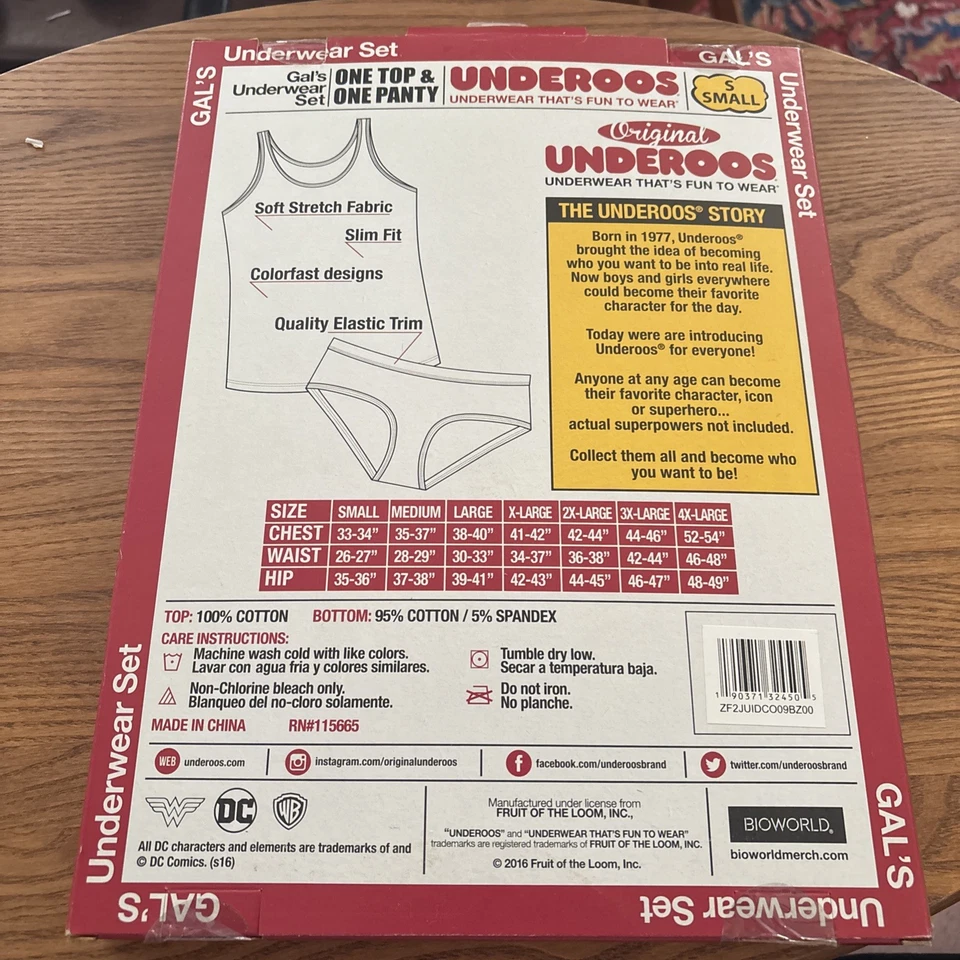 Underwear Set
GAL'S
GAL'S
Underwear Set
Gal's
Underwear
Set
ONE TOP &
ONE PANTY
UNDEROOS
UNDERWEAR THAT'S FUN TO WEAR
S
SMALL
Original
UNDEROOS
UNDERWEAR THAT'S FUN TO WEAR
Soft Stretch Fabric
Slim Fit
Colorfast designs
Quality Elastic Trim
THE UNDEROOS® STORY
Born in 1977, Underoos®
brought the idea of becoming
who you want to be into real life.
Now boys and girls everywhere
could become their favorite
character for the day.
Today were are introducing
Underoos® for everyone!
Anyone at any age can become
their favorite character, icon
or superhero...
actual superpowers not included.
Collect them all and become who
you want to be!
SIZE SMALL MEDIUM LARGE X-LARGE 2X-LARGE 3X-LARGE 4X-LARGE
CHEST 33-34" 35-37" 38-40" 41-42" 42-44" 44-46" 52-54"
WAIST 26-27" 28-29" 30-33" 34-37" 36-38" 42-44" 46-48"
HIP 35-36" 37-38" 39-41" 42-43" 44-45" 46-47" 48-49"
TOP: 100% COTTON BOTTOM: 95% COTTON / 5% SPANDEX
CARE INSTRUCTIONS:
Machine wash cold with like colors.
Lavar con agua fria y colores similares.
Non-Chlorine bleach only.
Blanqueo del no-cloro solamente.
Tumble dry low.
Secar a temperatura baja.
Do not iron.
No planche.
MADE IN CHINA RN#115665
1 90371 32450 5
ZF2JUIDCO09BZ00
WEB underoos.com
instagram.com/originalunderoos
facebook.com/underoosbrand
twitter.com/underoosbrand
DC
WB
All DC characters and elements are trademarks of and
© DC Comics. (s16)
Manufactured under license from
FRUIT OF THE LOOM, INC.,
"UNDEROOS" and "UNDERWEAR THAT'S FUN TO WEAR"
trademarks are registered trademarks of FRUIT OF THE LOOM, INC.
© 2016 Fruit of the Loom, Inc.
BIOWORLD
bioworldmerch.com
Underwear Set
GAL'S
GAL'S
Underwear Set